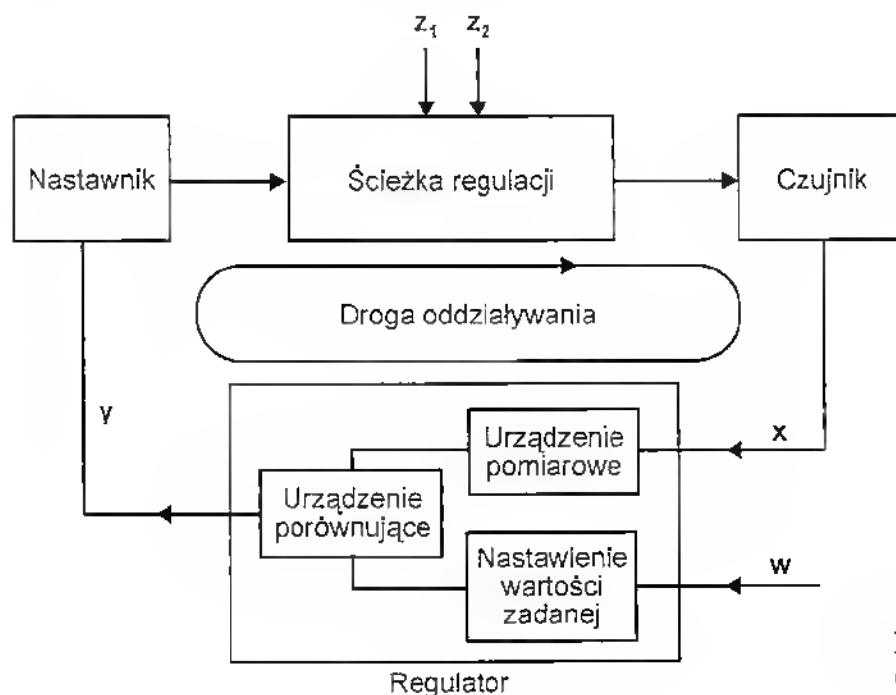 z₁ z₂
Nastawnik
Ścieżka regulacji
Czujnik
Droga oddziaływania
y
x
Urządzenie
pomiarowe
Urządzenie
porównujące
Nastawienie
wartości
zadanej
w
Regulator